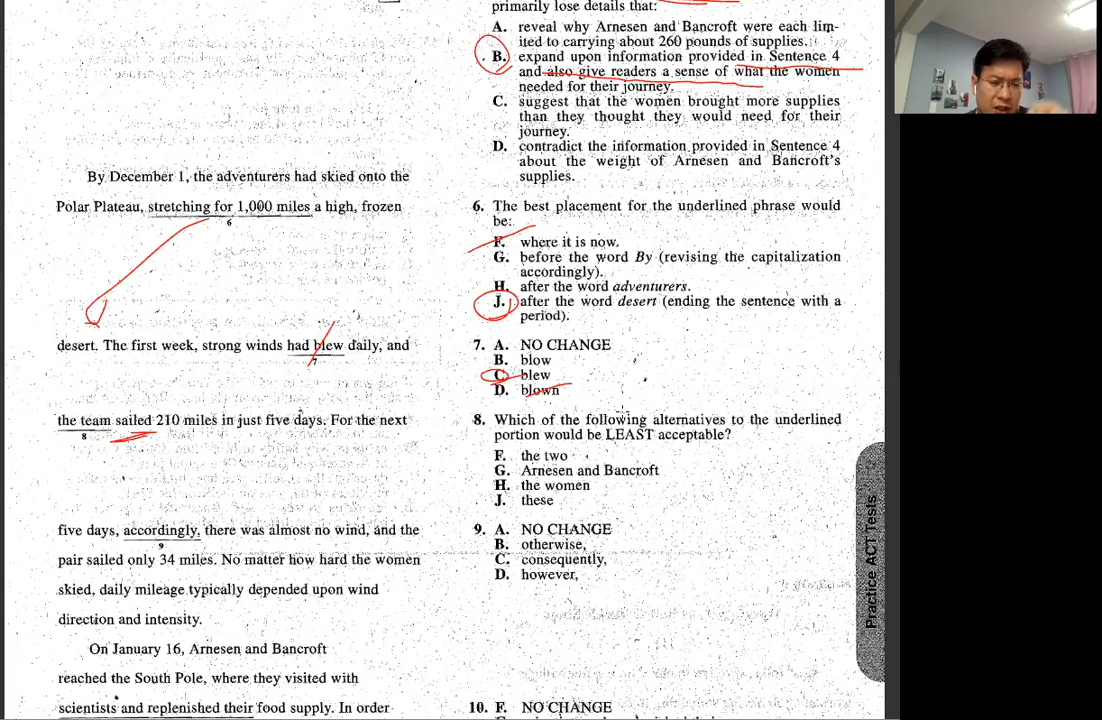 primarily lose details that:
A. reveal why Arnesen and Bancroft were each lim-
ited to carrying about 260 pounds of supplies.
B. expand upon information provided in Sentence 4
and also give readers a sense of what the women
needed for their journey.
C. suggest that the women brought more supplies
than they thought they would need for their
journey.
D. contradict the information provided in Sentence 4
about the weight of Arnesen and Bancroft's
supplies.
By December 1, the adventurers had skied onto the
Polar Plateau, stretching for 1,000 miles a high, frozen
6
desert. The first week, strong winds had blew daily, and
7
the team sailed 210 miles in just five days. For the next
8
five days, accordingly, there was almost no wind, and the
9
pair sailed only 34 miles. No matter how hard the women
skied, daily mileage typically depended upon wind
direction and intensity.
On January 16, Arnesen and Bancroft
reached the South Pole, where they visited with
scientists and replenished their food supply. In order
6. The best placement for the underlined phrase would
be:
F. where it is now.
G. before the word By (revising the capitalization
accordingly).
H. after the word adventurers.
J. after the word desert (ending the sentence with a
period).
7. A. NO CHANGE
B. blow
C. blew
D. blown
8. Which of the following alternatives to the underlined
portion would be LEAST acceptable?
F. the two
G. Arnesen and Bancroft
H. the women
J. these
9. A. NO CHANGE
B. otherwise,
C. consequently,
D. however,
10. F. NO CHANGE
Practice ACT Tests